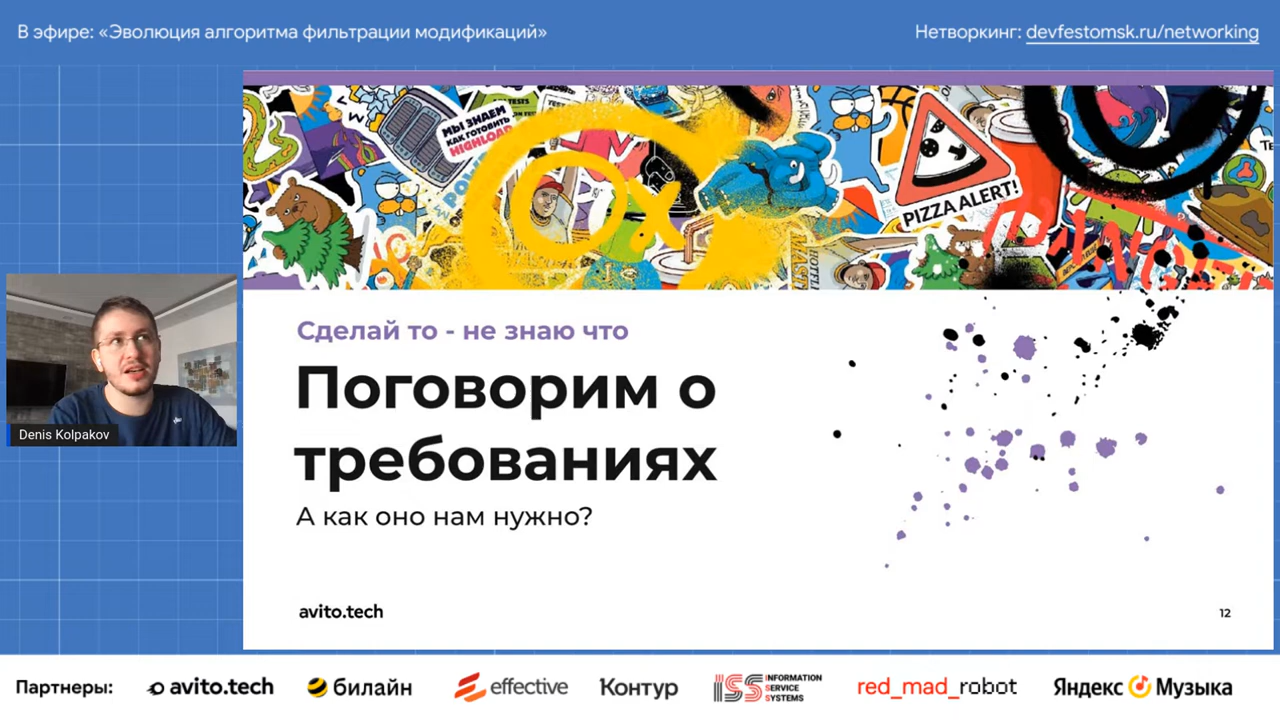 В эфире: «Эволюция алгоритма фильтрации модификаций»
Нетворкинг: devfestomsk.ru/networking
МЫ ЗНАЕМ
КАК ГОТОВИТЬ
HIGHLOAD
PIZZA ALERT!
Сделай то - не знаю что
Поговорим о
требованиях
А как оно нам нужно?
Denis Kolpakov
avito.tech
12
Партнеры:
avito.tech
билайн
effective
Контур
ISS INFORMATION
SERVICE
SYSTEMS
red_mad_robot
Яндекс Музыка